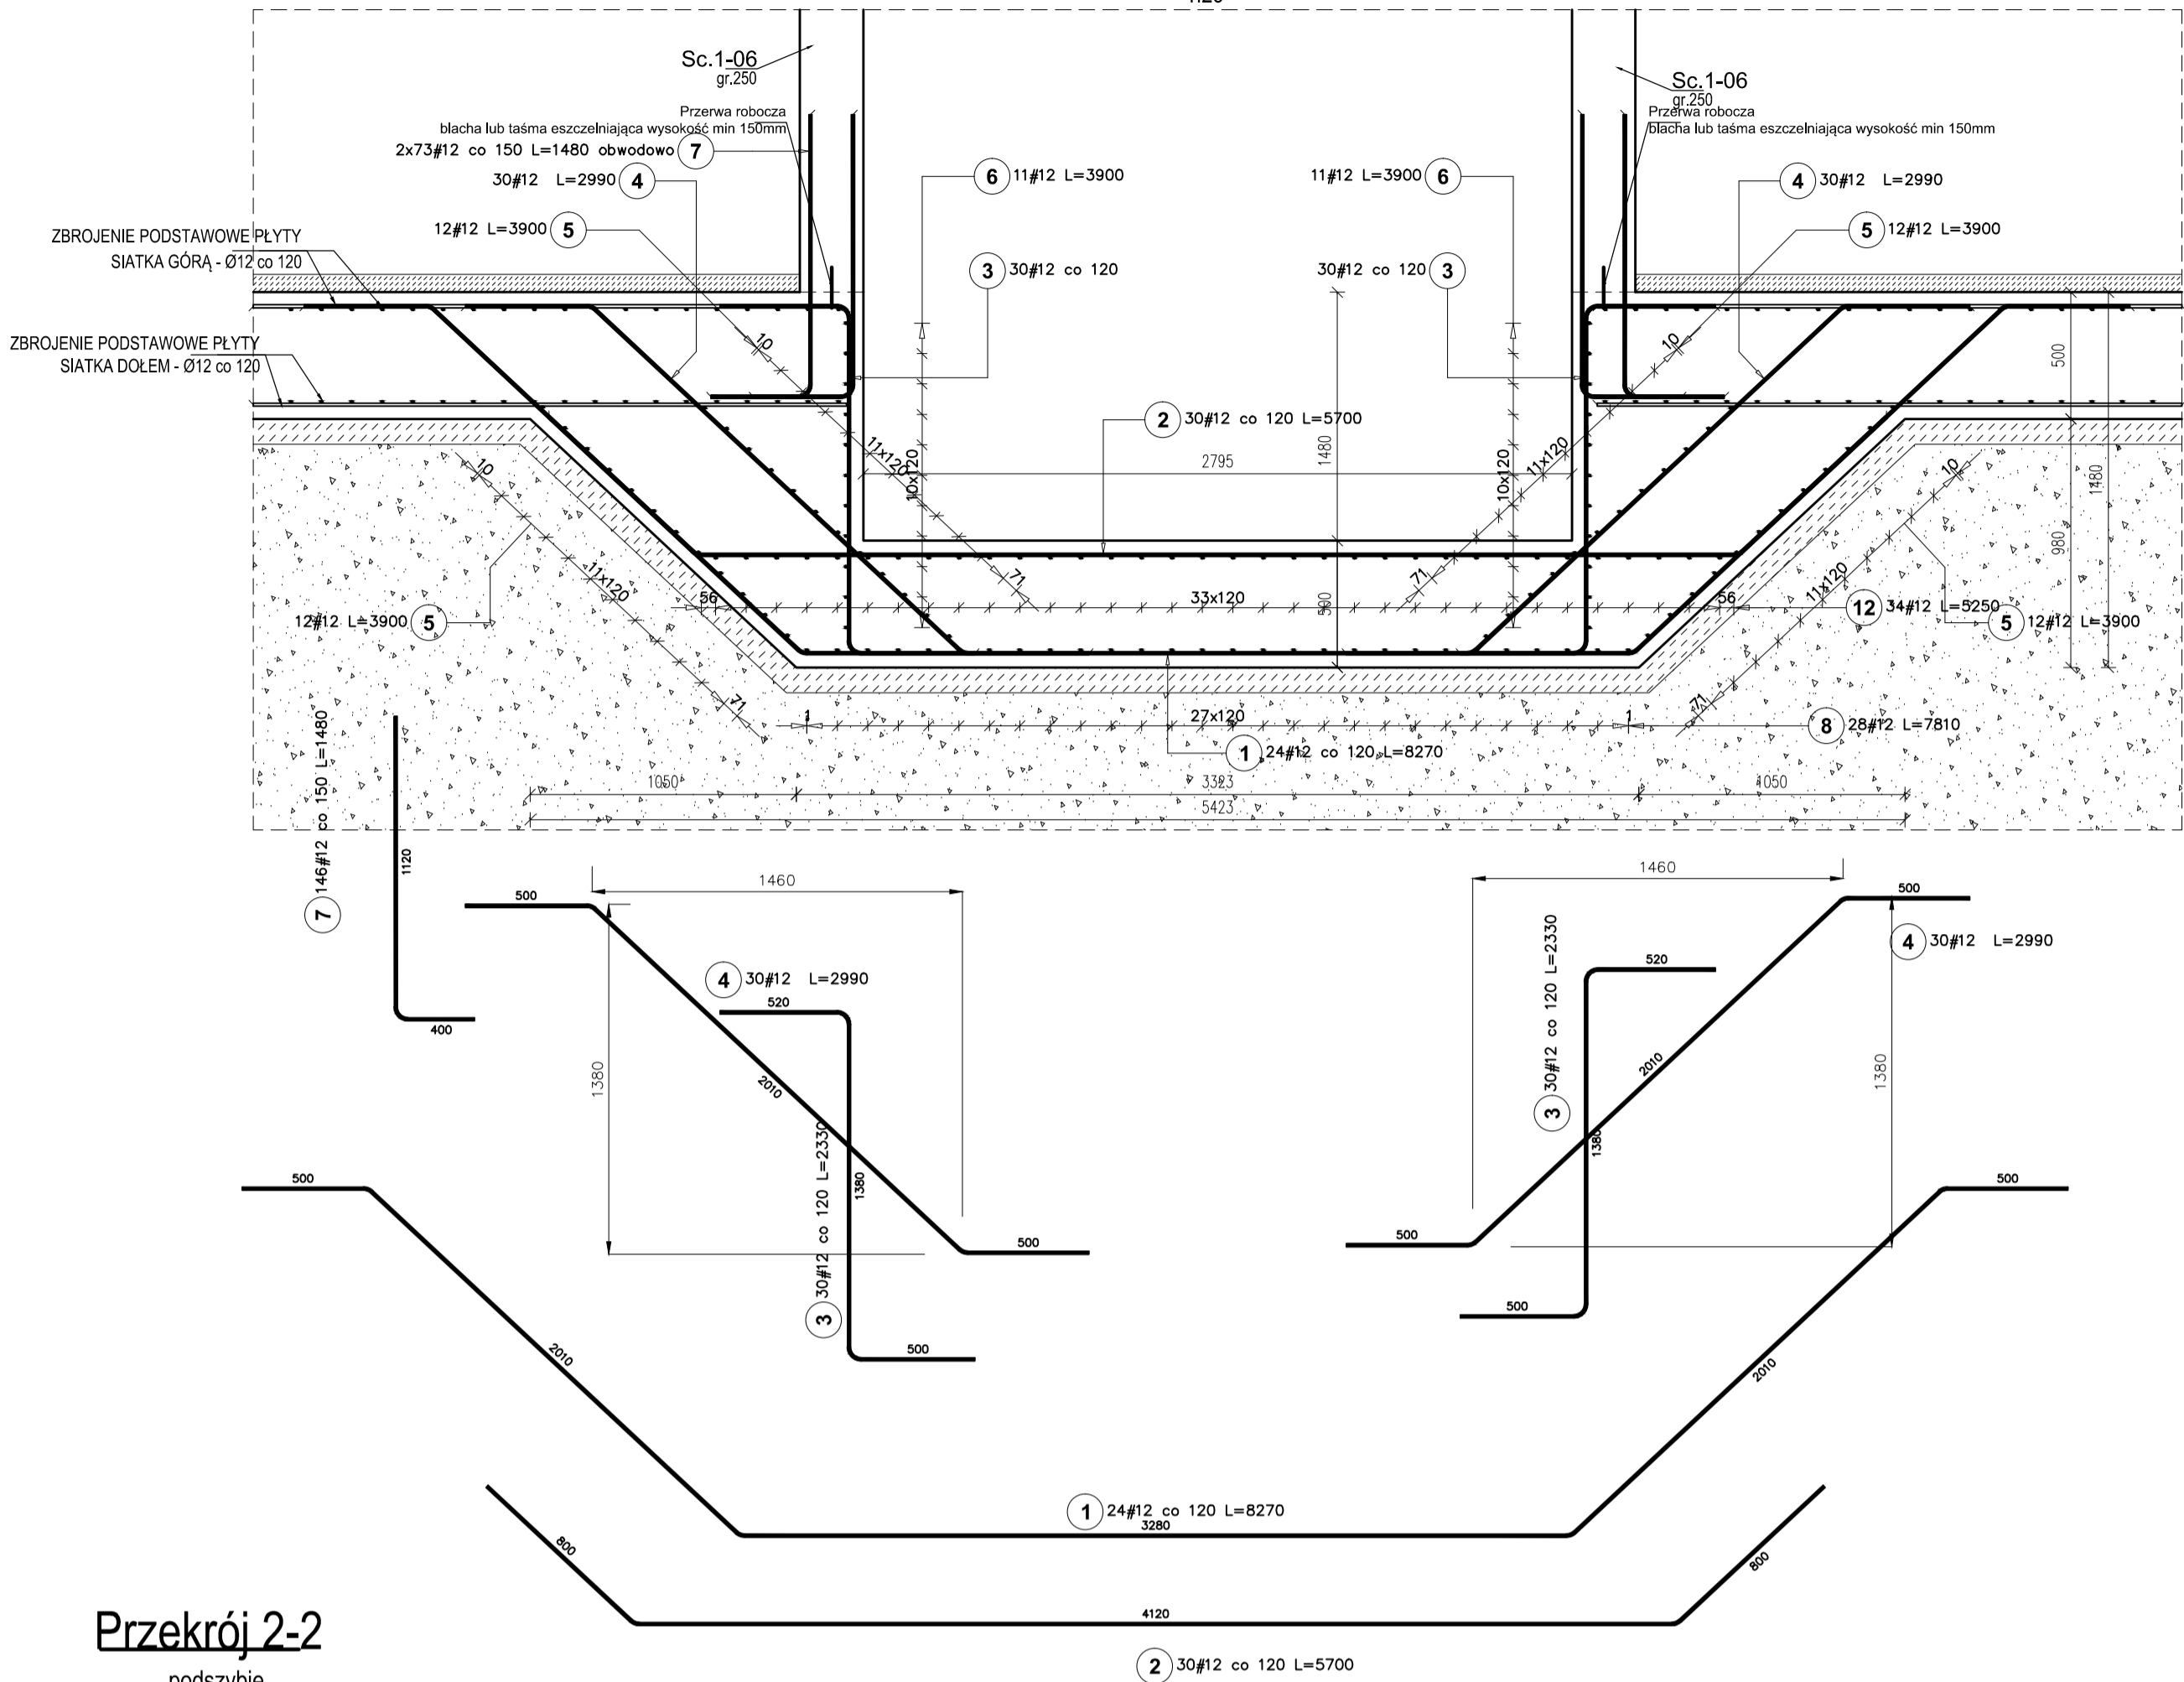 Sc.1-06
gr.250
Przerwa robocza
blacha lub taśma eszczelniająca wysokość min 150mm
2x73#12 co 150 L=1480 obwodowo 7
30#12 L=2990 4
12#12 L=3900 5
ZBROJENIE PODSTAWOWE PŁYTY
SIATKA GÓRĄ - Ø12 co 120
ZBROJENIE PODSTAWOWE PŁYTY
SIATKA DOŁEM - Ø12 co 120
6 11#12 L=3900
3 30#12 co 120
11#12 L=3900 6
30#12 co 120 3
Sc.1-06
gr.250
Przerwa robocza
blacha lub taśma eszczelniająca wysokość min 150mm
4 30#12 L=2990
5 12#12 L=3900
2 30#12 co 120 L=5700
2795
1480
500
10
11x120
71
10x120
10x120
10
11x120
71
500
980
1480
10
11x120
71
12#12 L=3900 5
56
33x120
56
12 34#12 L=5250
5 12#12 L=3900
10
11x120
71
1
27x120
1
8 28#12 L=7810
1 24#12 co 120 L=8270
1050
3323
1050
5423
7 146#12 co 150 L=1480
1120
400
500
1460
1380
4 30#12 L=2990
2010
500
520
3 30#12 co 120 L=2330
1380
500
1460
500
4 30#12 L=2990
1380
2010
500
3 30#12 co 120 L=2330
520
1380
500
500
2010
1 24#12 co 120 L=8270
3280
2010
500
800
4120
800
2 30#12 co 120 L=5700
Przekrój 2-2
podszybie